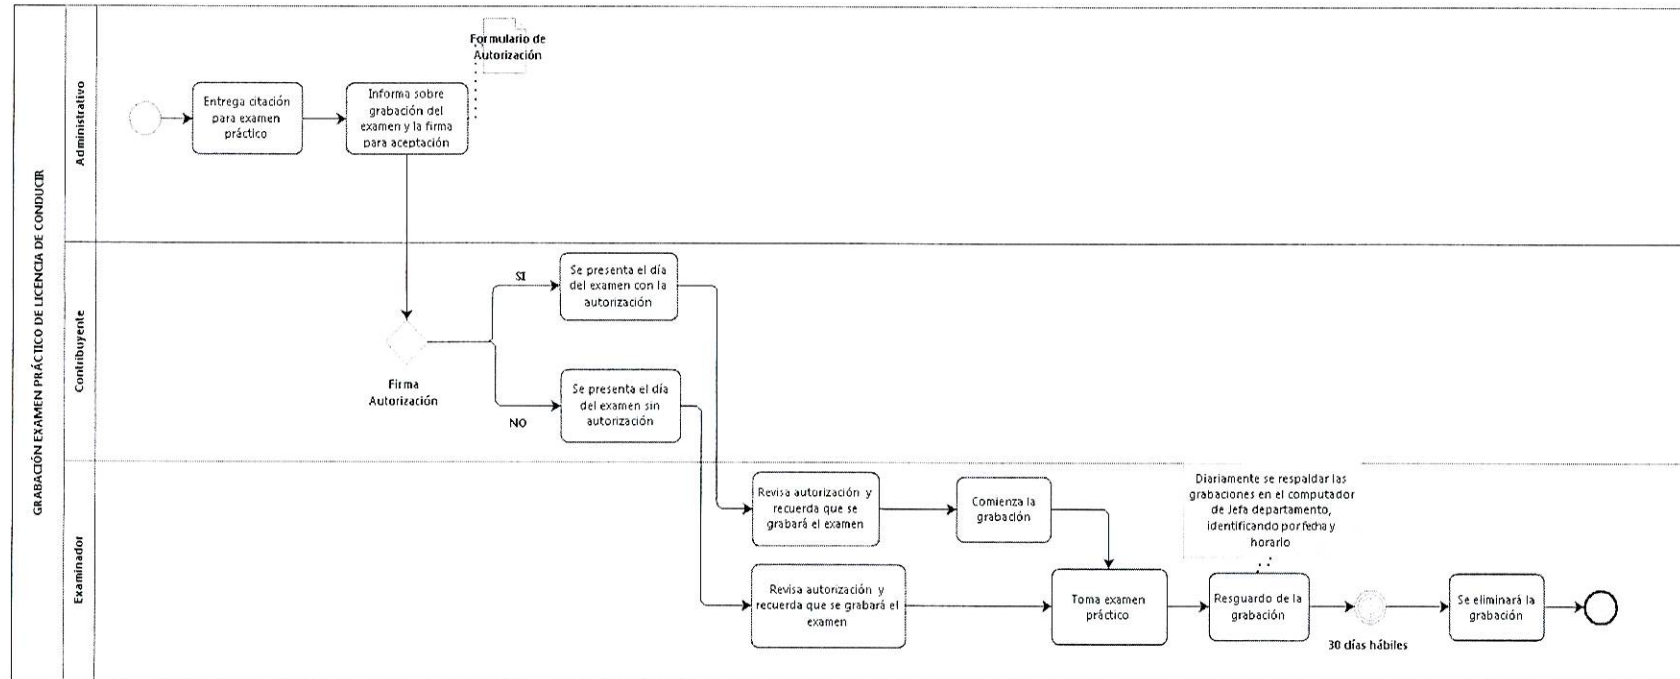 GRABACIÓN EXAMEN PRÁCTICO DE LICENCIA DE CONDUCIR
Administrativo
Entrega citación
para examen
práctico
Informa sobre
grabación del
examen y la firma
para aceptación
Formulario de
Autorización
Contribuyente
Firma
Autorización
SI
Se presenta el día
del examen con la
autorización
NO
Se presenta el día
del examen sin
autorización
Examinador
Revisa autorización y
recuerda que se
grabará el examen
Comienza la
grabación
Revisa autorización y
recuerda que se grabará el
examen
Toma examen
práctico
Diariamente se respaldar las
grabaciones en el computador
de Jefa departamento,
identificando por fecha y
horario
Resguardo de la
grabación
30 días hábiles
Se eliminará la
grabación